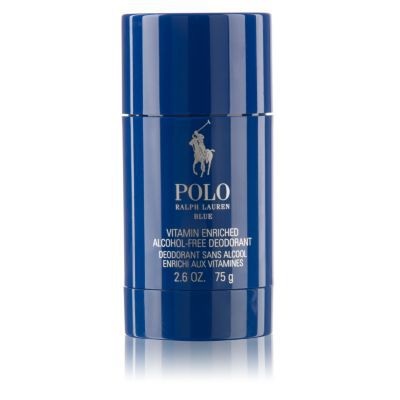 POLO
RALPH LAUREN
BLUE
VITAMIN ENRICHED
ALCOHOL-FREE DEODORANT
DÉODORANT SANS ALCOOL
ENRICHI AUX VITAMINES
2.6 OZ. 75 g